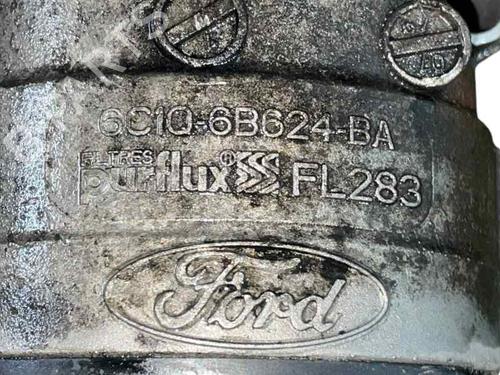 6C1Q-6B624-BA
FILTRES
purflux® FL283
Ford